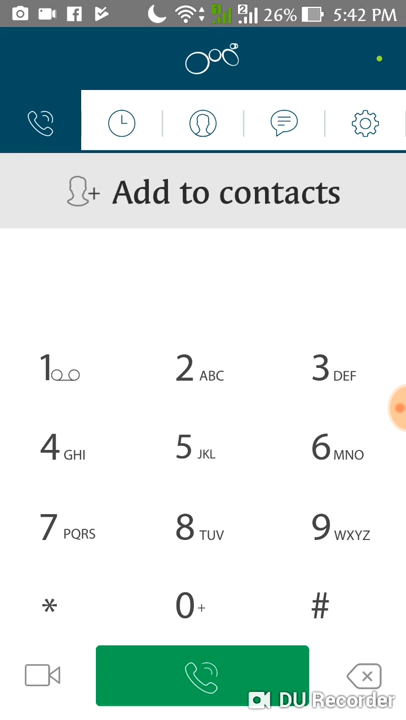 26% 5:42 PM
Add to contacts
1 2 ABC 3 DEF
4 GHI 5 JKL 6 MNO
7 PQRS 8 TUV 9 WXYZ
* 0 + #
DU Recorder